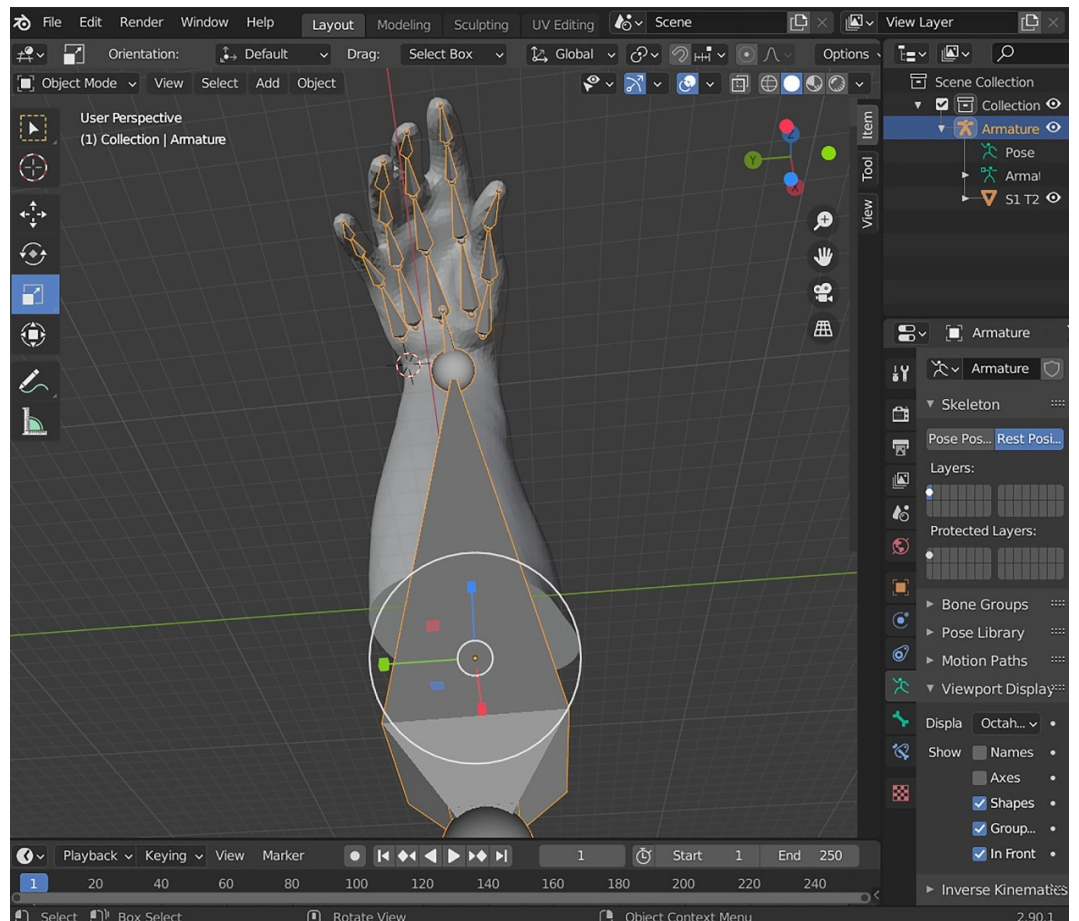 File Edit Render Window Help Layout Modeling Sculpting UV Editing Scene View Layer
Orientation: Default Drag: Select Box Global Options
Object Mode View Select Add Object
User Perspective
(1) Collection | Armature
Z
Y
X
Item
Tool
View
Scene Collection
Collection
Armature
Pose
Armat
S1 T2
Armature
Armature
Skeleton
Pose Pos... Rest Posi...
Layers:
Protected Layers:
Bone Groups
Pose Library
Motion Paths
Viewport Display
Displa Octah...
Show Names
Axes
Shapes
Group...
In Front
Inverse Kinematics
Playback Keying View Marker 1 Start 1 End 250
1 20 40 60 80 100 120 140 160 180 200 220 240
Select Box Select Rotate View Object Context Menu 2.90.1